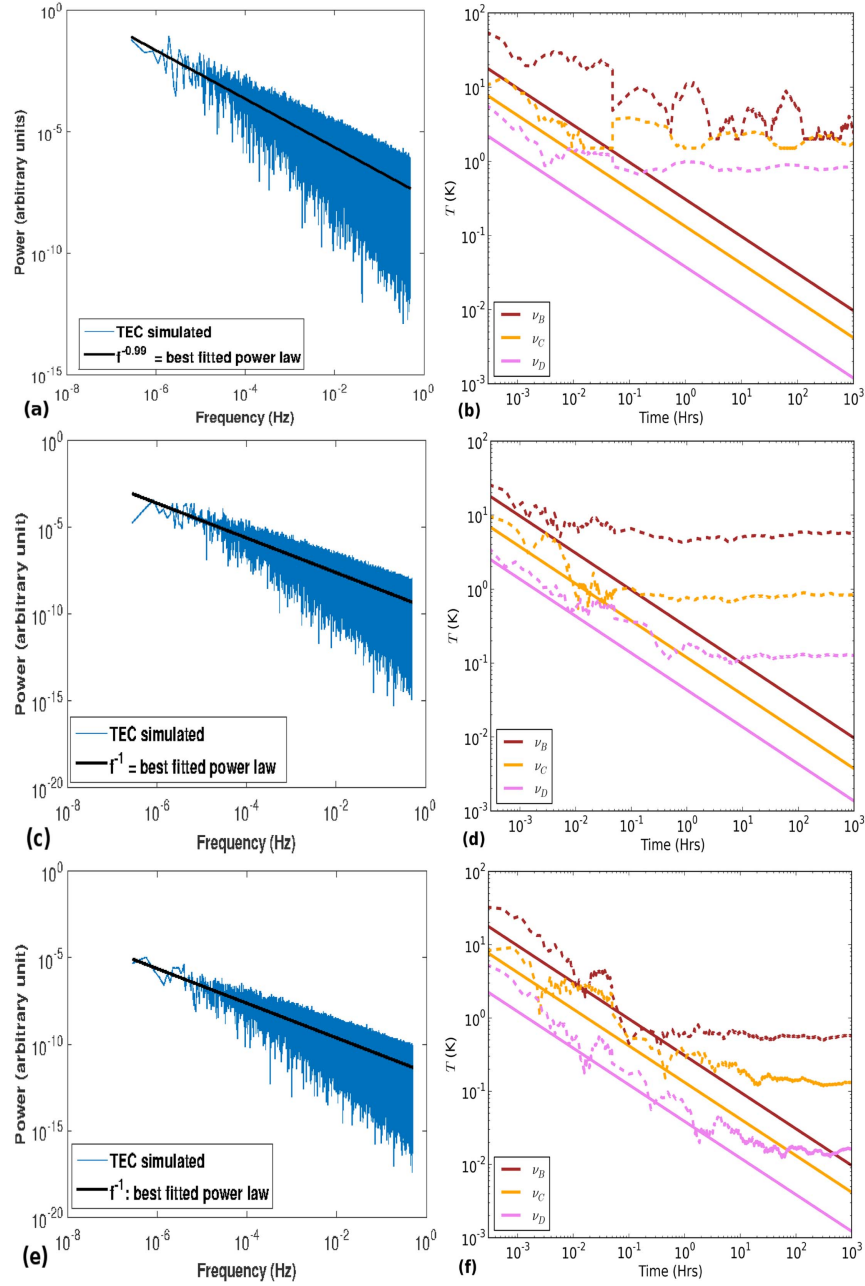 10^0
10^-5
10^-10
10^-15
Power (arbitrary units)
TEC simulated
f^-0.99 = best fitted power law
10^-8 10^-6 10^-4 10^-2 10^0
Frequency (Hz)
(a)
10^2
10^1
10^0
10^-1
10^-2
10^-3
T (K)
ν_B
ν_C
ν_D
10^-3 10^-2 10^-1 10^0 10^1 10^2 10^3
Time (Hrs)
(b)
10^0
10^-5
10^-10
10^-15
10^-20
Power (arbitrary unit)
TEC simulated
f^-1 = best fitted power law
10^-8 10^-6 10^-4 10^-2 10^0
Frequency (Hz)
(c)
10^2
10^1
10^0
10^-1
10^-2
10^-3
T (K)
ν_B
ν_C
ν_D
10^-3 10^-2 10^-1 10^0 10^1 10^2 10^3
Time (Hrs)
(d)
10^0
10^-5
10^-10
10^-15
10^-20
Power (arbitrary unit)
TEC simulated
f^-1 : best fitted power law
10^-8 10^-6 10^-4 10^-2 10^0
Frequency (Hz)
(e)
10^2
10^1
10^0
10^-1
10^-2
10^-3
T (K)
ν_B
ν_C
ν_D
10^-3 10^-2 10^-1 10^0 10^1 10^2 10^3
Time (Hrs)
(f)